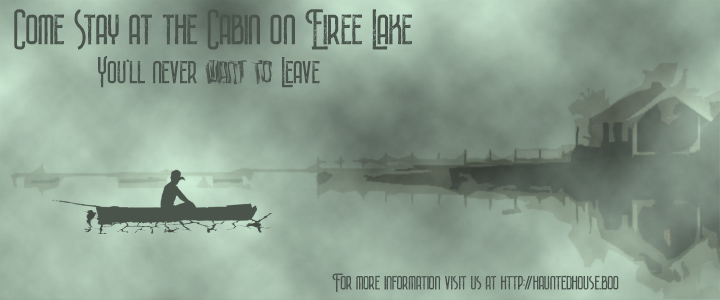 Come Stay at the Cabin on Eiree Lake
You'll never want to Leave
For more information visit us at http://hauntedhouse.boo